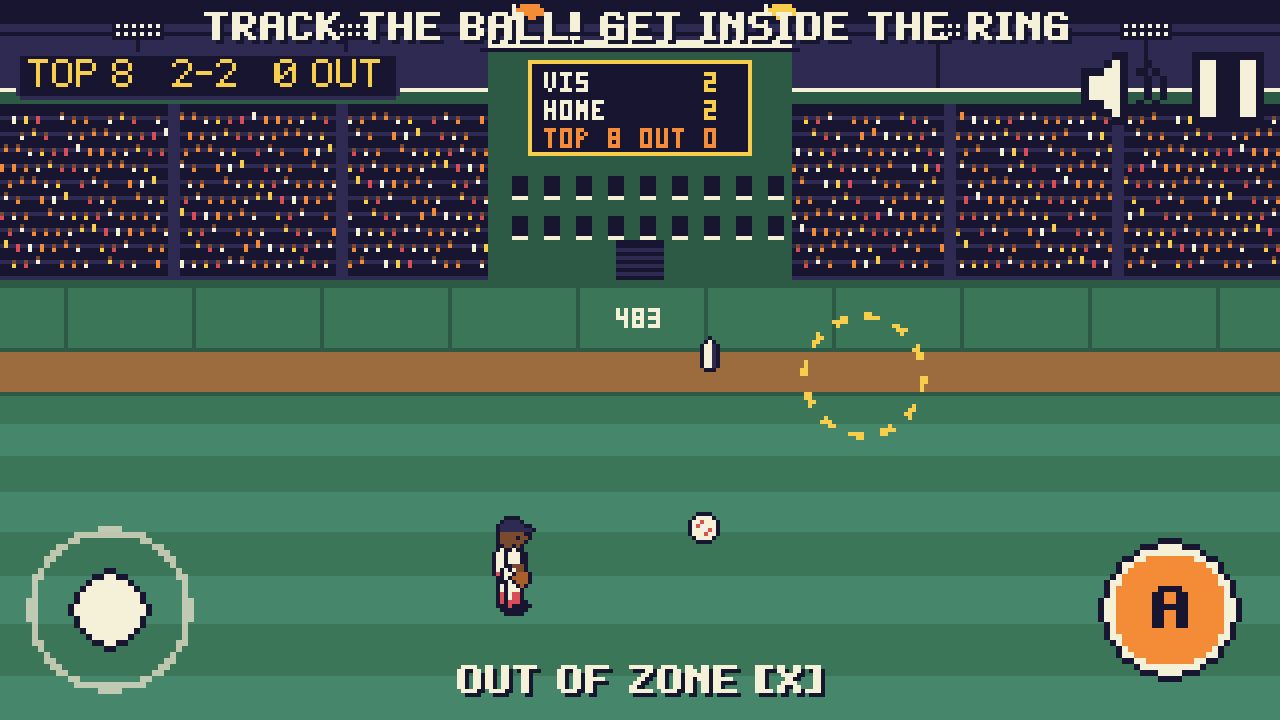 TRACK THE BALL! GET INSIDE THE RING
TOP 8 2-2 0 OUT
VIS 2
HOME 2
TOP 8 OUT 0
483
A
OUT OF ZONE [X]